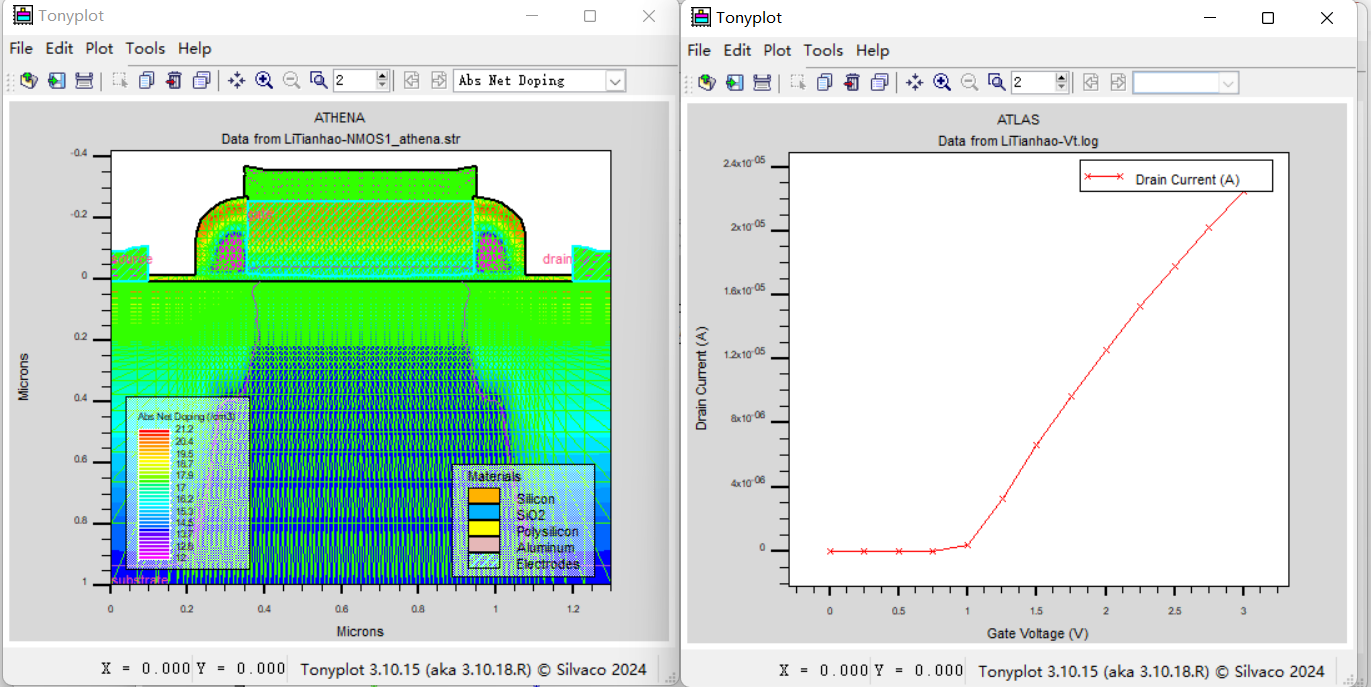 Tonyplot
File Edit Plot Tools Help
2
Abs Net Doping
ATHENA
Data from LiTianhao-NMOS1_athena.str
-0.4
-0.2
0
0.2
0.4
0.6
0.8
1
Microns
gate
source
drain
substrate
Abs Net Doping (/cm3)
21.2
20.4
19.5
18.7
17.9
17
16.2
15.3
14.5
13.7
12.8
12
Materials
Silicon
SiO2
Polysilicon
Aluminum
Electrodes
0 0.2 0.4 0.6 0.8 1 1.2
Microns
X = 0.000 Y = 0.000 Tonyplot 3.10.15 (aka 3.10.18.R) © Silvaco 2024
Tonyplot
File Edit Plot Tools Help
2
ATLAS
Data from LiTianhao-Vt.log
Drain Current (A)
2.4x10-05
2x10-05
1.6x10-05
1.2x10-05
8x10-06
4x10-06
0
Drain Current (A)
0 0.5 1 1.5 2 2.5 3
Gate Voltage (V)
X = 0.000 Y = 0.000 Tonyplot 3.10.15 (aka 3.10.18.R) © Silvaco 2024